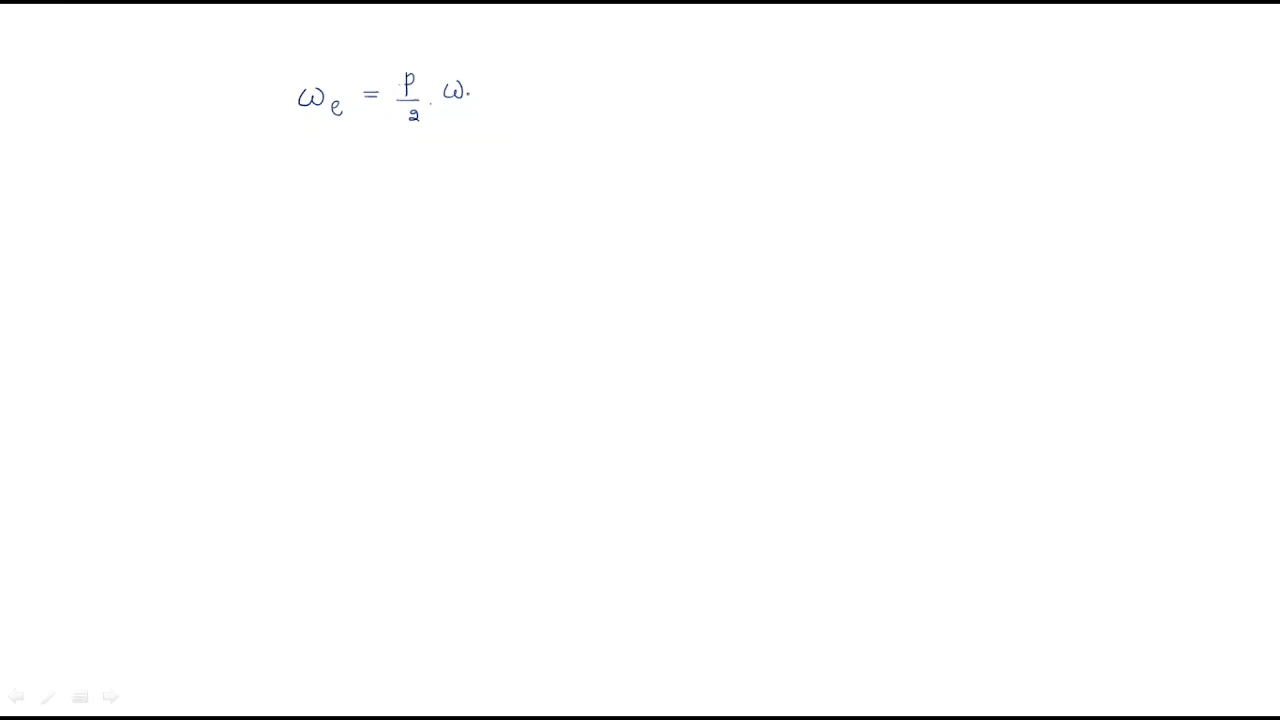 ωₑ = p/2 . ω.